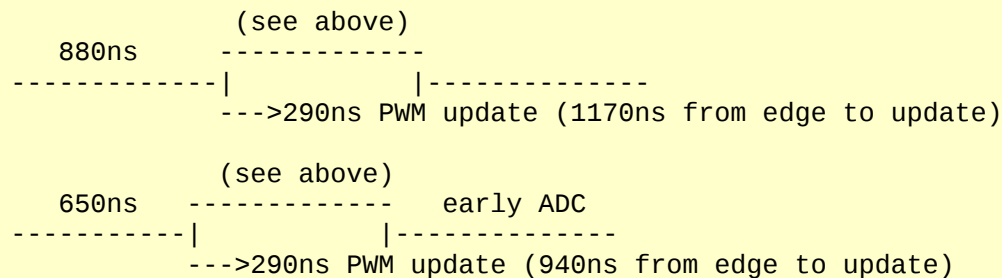 (see above)
880ns -------------
-------------| |--------------
--->290ns PWM update (1170ns from edge to update)
(see above)
650ns ------------- early ADC
-----------| |--------------
--->290ns PWM update (940ns from edge to update)